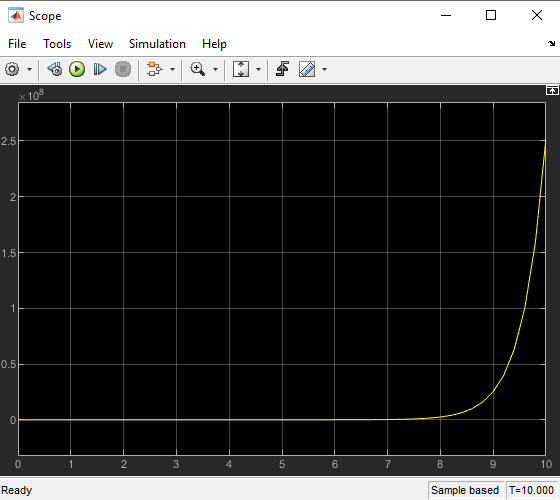 Scope
File Tools View Simulation Help
×10⁸
2.5
2
1.5
1
0.5
0
0 1 2 3 4 5 6 7 8 9 10
Ready Sample based T=10.000